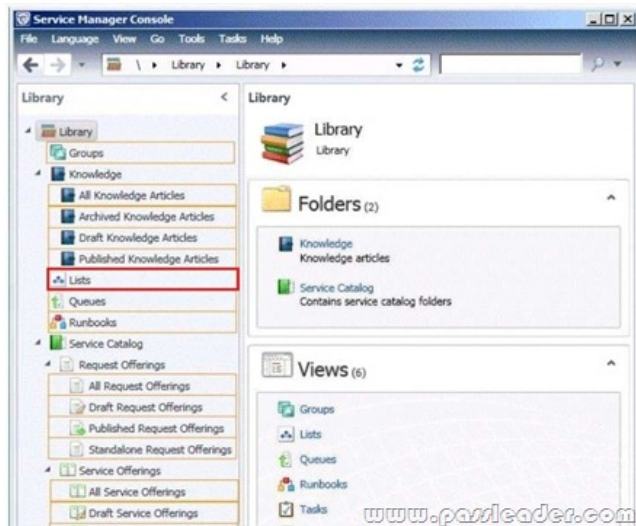 Service Manager Console
File Language View Go Tools Tasks Help
\ Library Library
Library <
Library
Groups
Knowledge
All Knowledge Articles
Archived Knowledge Articles
Draft Knowledge Articles
Published Knowledge Articles
Lists
Queues
Runbooks
Service Catalog
Request Offerings
All Request Offerings
Draft Request Offerings
Published Request Offerings
Standalone Request Offerings
Service Offerings
All Service Offerings
Draft Service Offerings
Library
Library
Library
Folders (2)
Knowledge
Knowledge articles
Service Catalog
Contains service catalog folders
Views (6)
Groups
Lists
Queues
Runbooks
Tasks
www.passleader.com